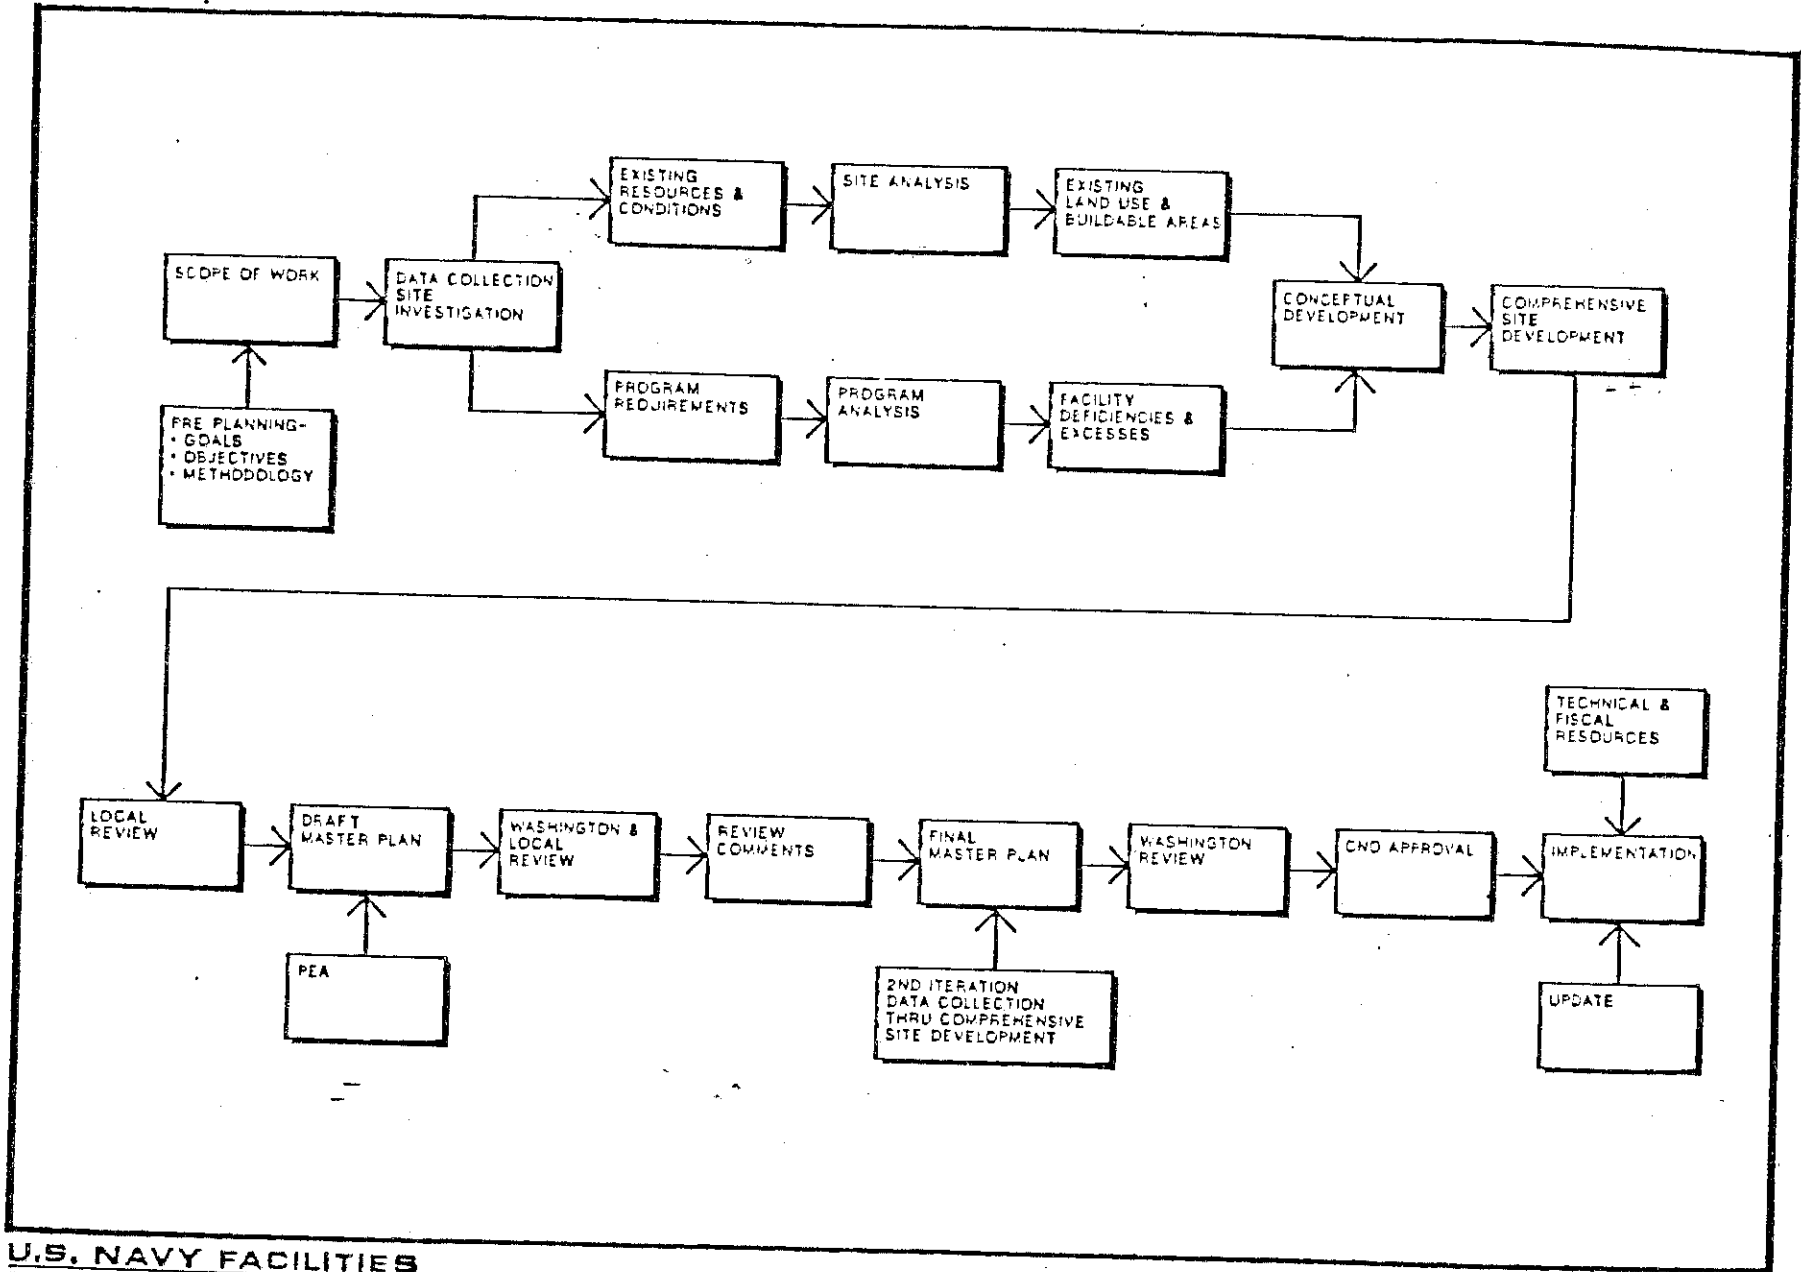 EXISTING
RESOURCES &
CONDITIONS
SITE ANALYSIS
EXISTING
LAND USE &
BUILDABLE AREAS
SCOPE OF WORK
DATA COLLECTION
SITE
INVESTIGATION
CONCEPTUAL
DEVELOPMENT
COMPREHENSIVE
SITE
DEVELOPMENT
PRE PLANNING-
• GOALS
• OBJECTIVES
• METHODOLOGY
PROGRAM
REQUIREMENTS
PROGRAM
ANALYSIS
FACILITY
DEFICIENCIES &
EXCESSES
TECHNICAL &
FISCAL
RESOURCES
LOCAL
REVIEW
DRAFT
MASTER PLAN
WASHINGTON &
LOCAL
REVIEW
REVIEW
COMMENTS
FINAL
MASTER PLAN
WASHINGTON
REVIEW
CNO APPROVAL
IMPLEMENTATION
PEA
2ND ITERATION
DATA COLLECTION
THRU COMPREHENSIVE
SITE DEVELOPMENT
UPDATE
U.S. NAVY FACILITIES